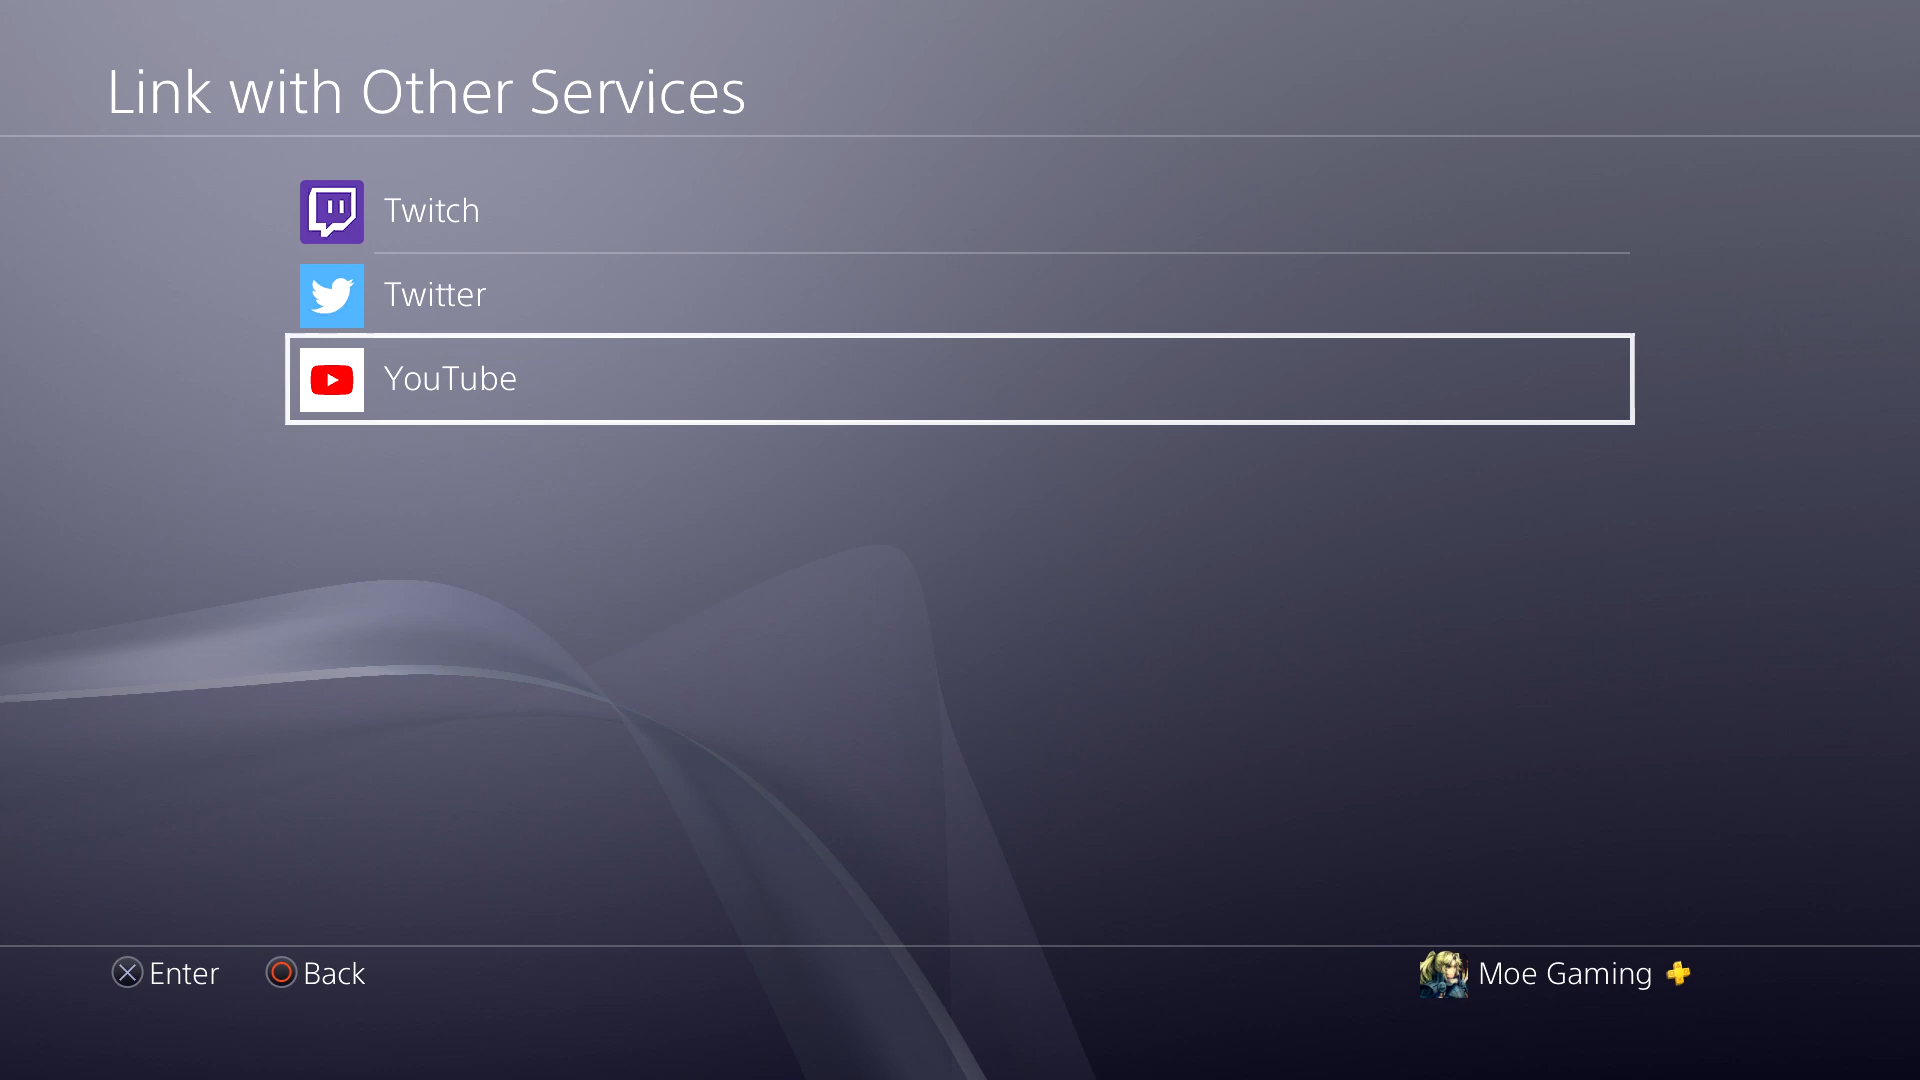 Link with Other Services
Twitch
Twitter
YouTube
Enter Back Moe Gaming